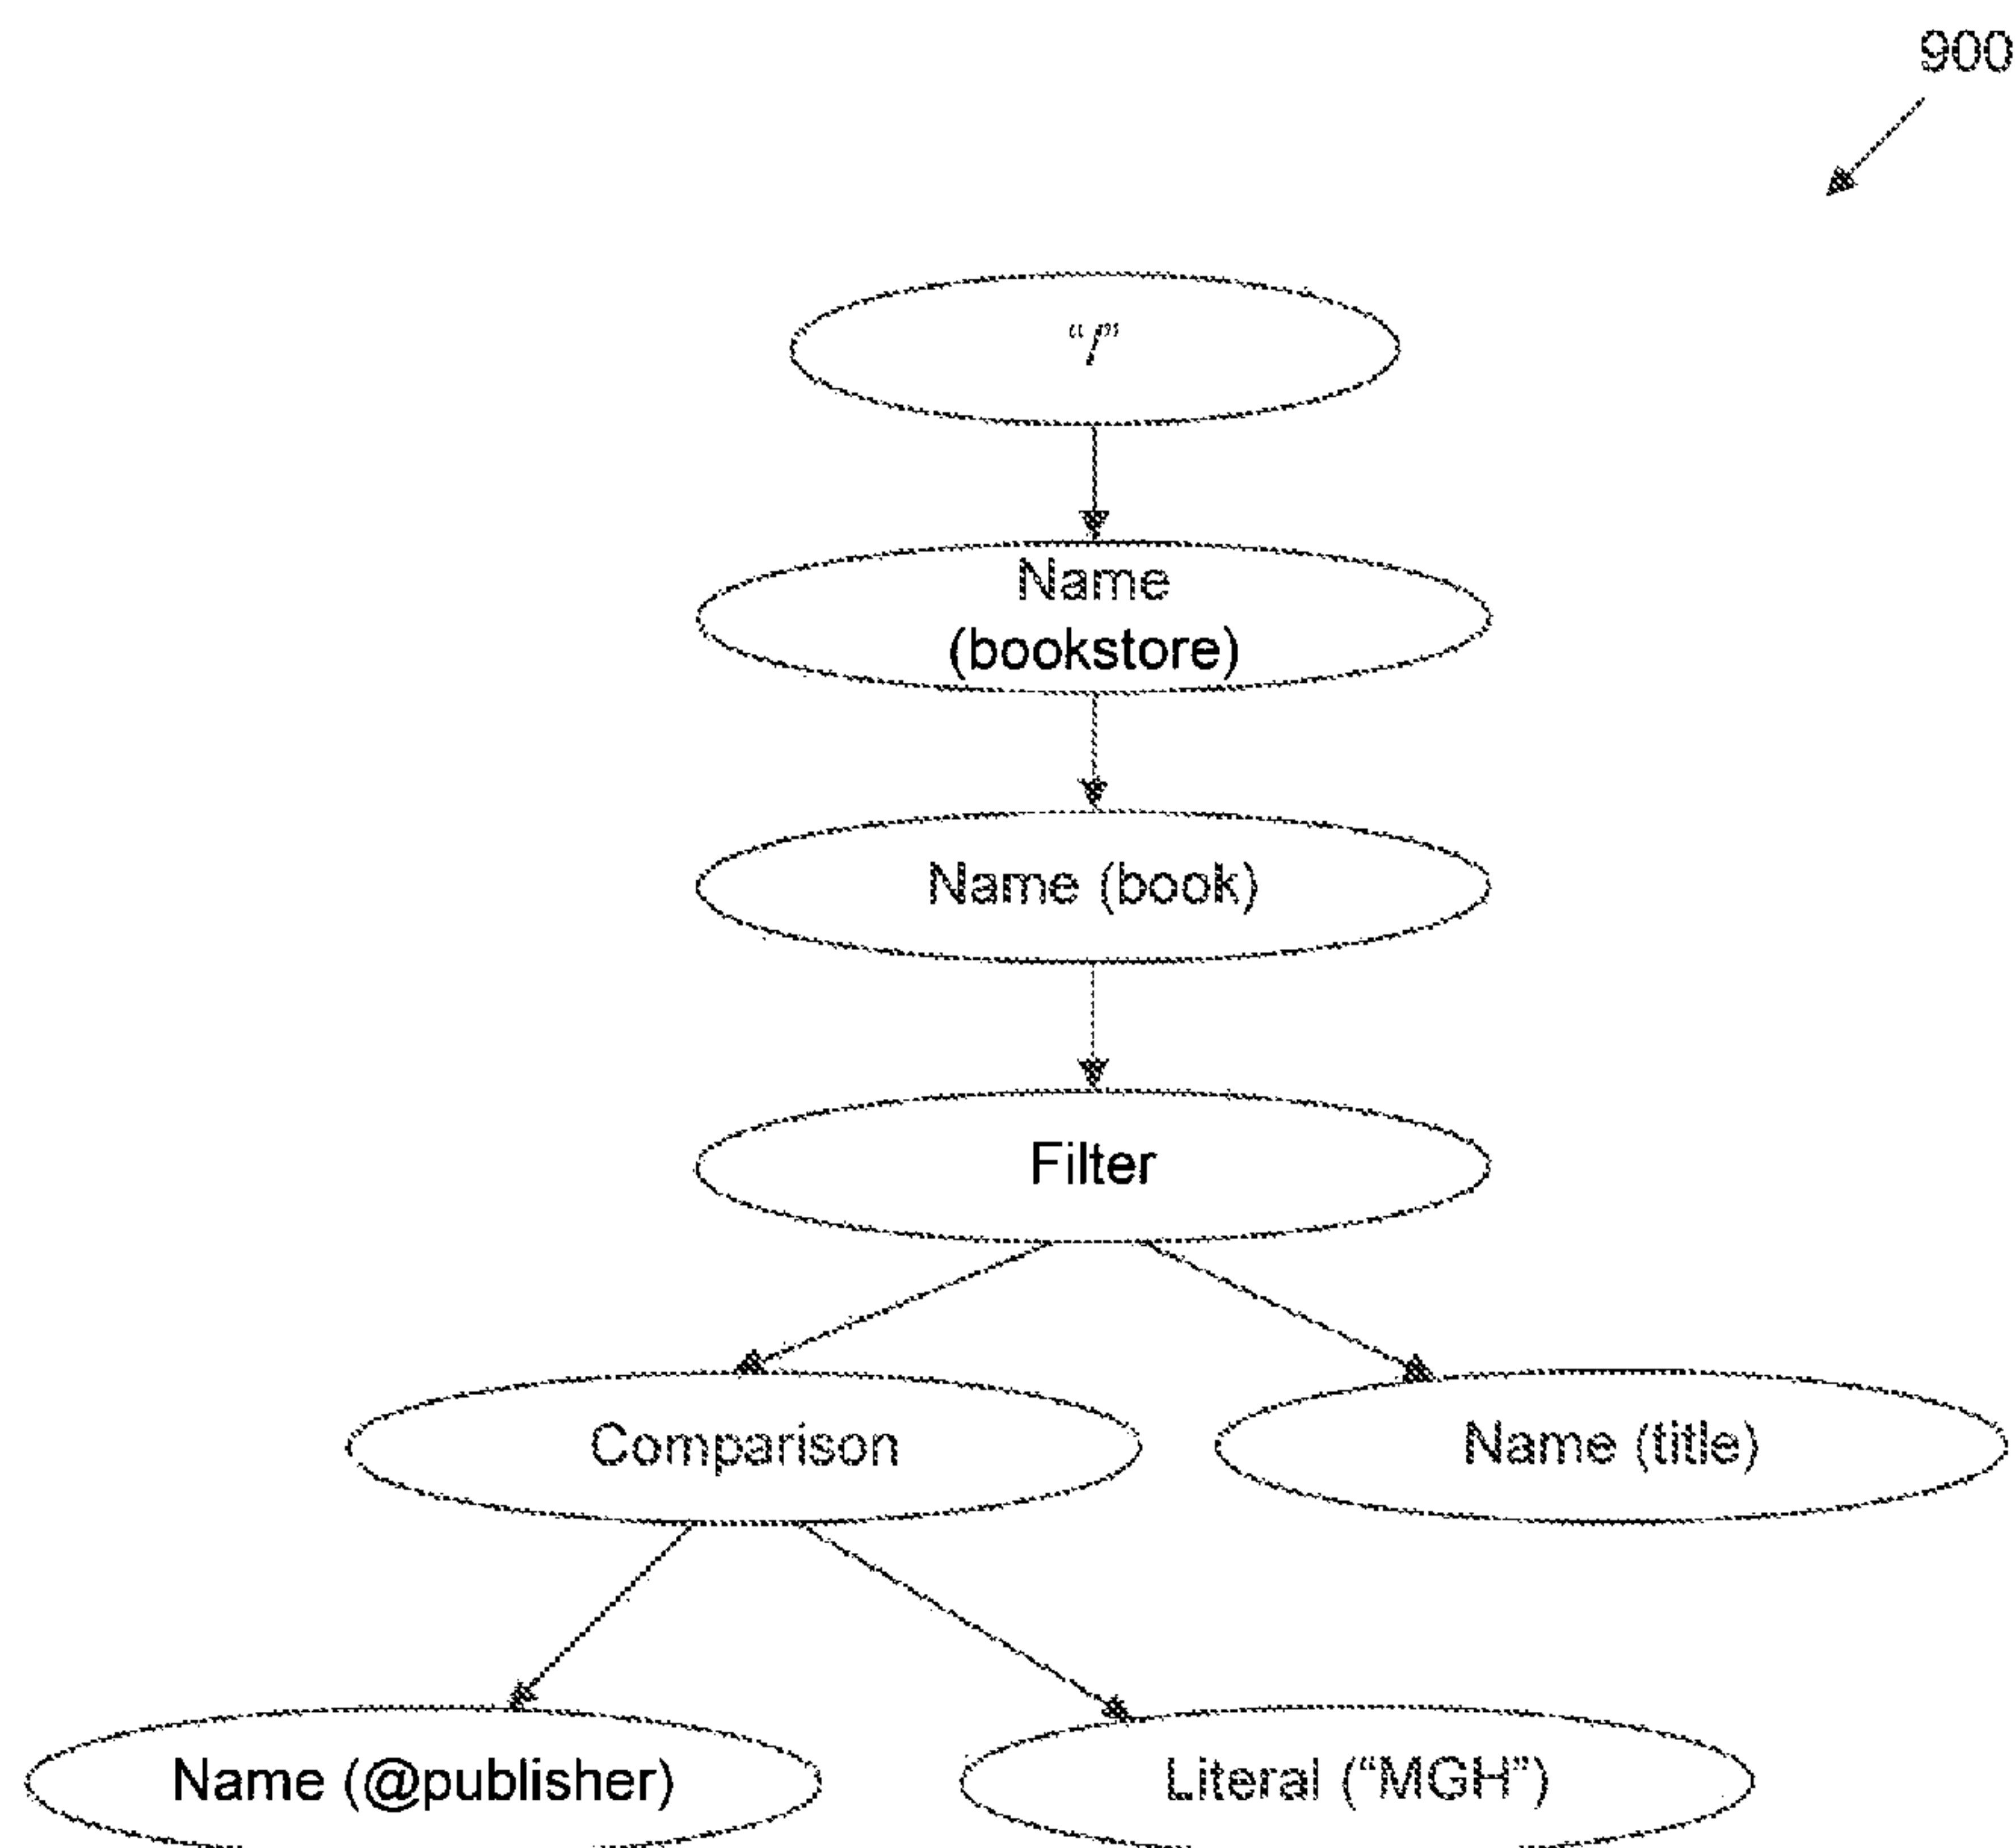 900
“/”
Name
(bookstore)
Name (book)
Filter
Comparison
Name (title)
Name (@publisher)
Literal (“MGH”)